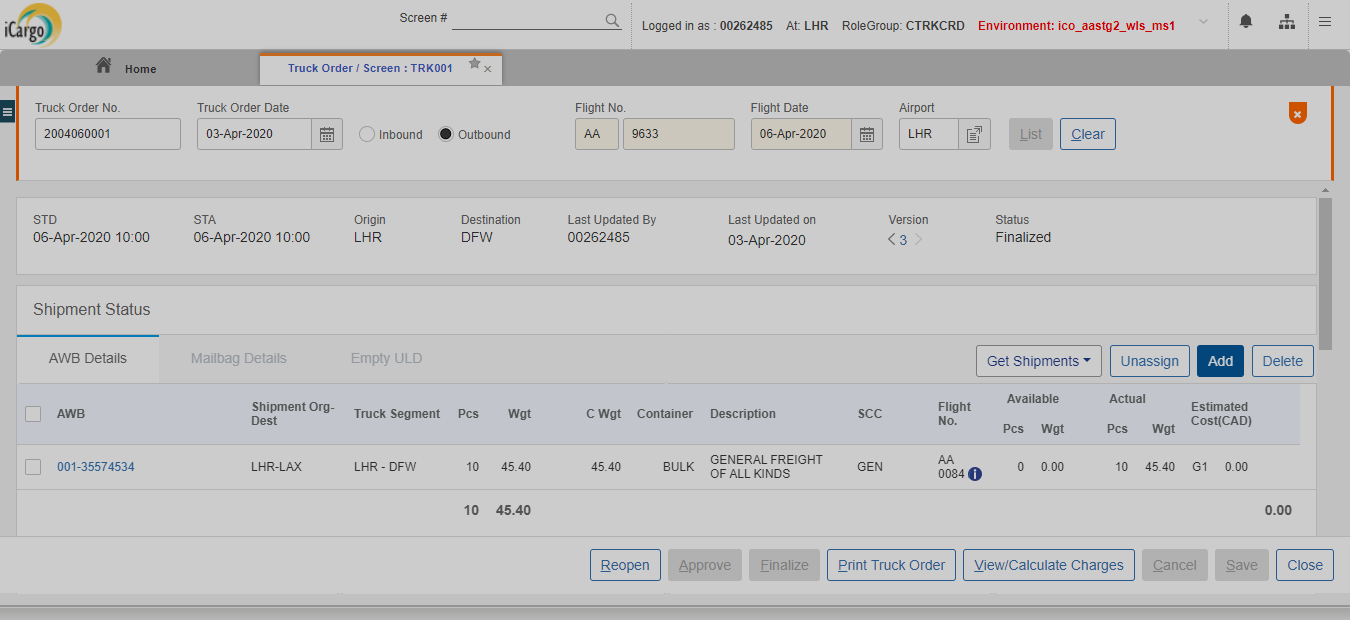 iCargo
Screen #
Logged in as : 00262485 At: LHR RoleGroup: CTRKCRD Environment: ico_aastg2_wls_ms1
Home
Truck Order / Screen : TRK001
Truck Order No. Truck Order Date Flight No. Flight Date Airport
2004060001 03-Apr-2020 Inbound Outbound AA 9633 06-Apr-2020 LHR List Clear
STD STA Origin Destination Last Updated By Last Updated on Version Status
06-Apr-2020 10:00 06-Apr-2020 10:00 LHR DFW 00262485 03-Apr-2020 3 Finalized
Shipment Status
AWB Details Mailbag Details Empty ULD Get Shipments Unassign Add Delete
AWB Shipment Org-Dest Truck Segment Pcs Wgt C Wgt Container Description SCC Flight No. Available Pcs Wgt Actual Pcs Wgt Estimated Cost(CAD)
001-35574534 LHR-LAX LHR - DFW 10 45.40 45.40 BULK GENERAL FREIGHT OF ALL KINDS GEN AA 0084 0 0.00 10 45.40 G1 0.00
10 45.40 0.00
Reopen Approve Finalize Print Truck Order View/Calculate Charges Cancel Save Close